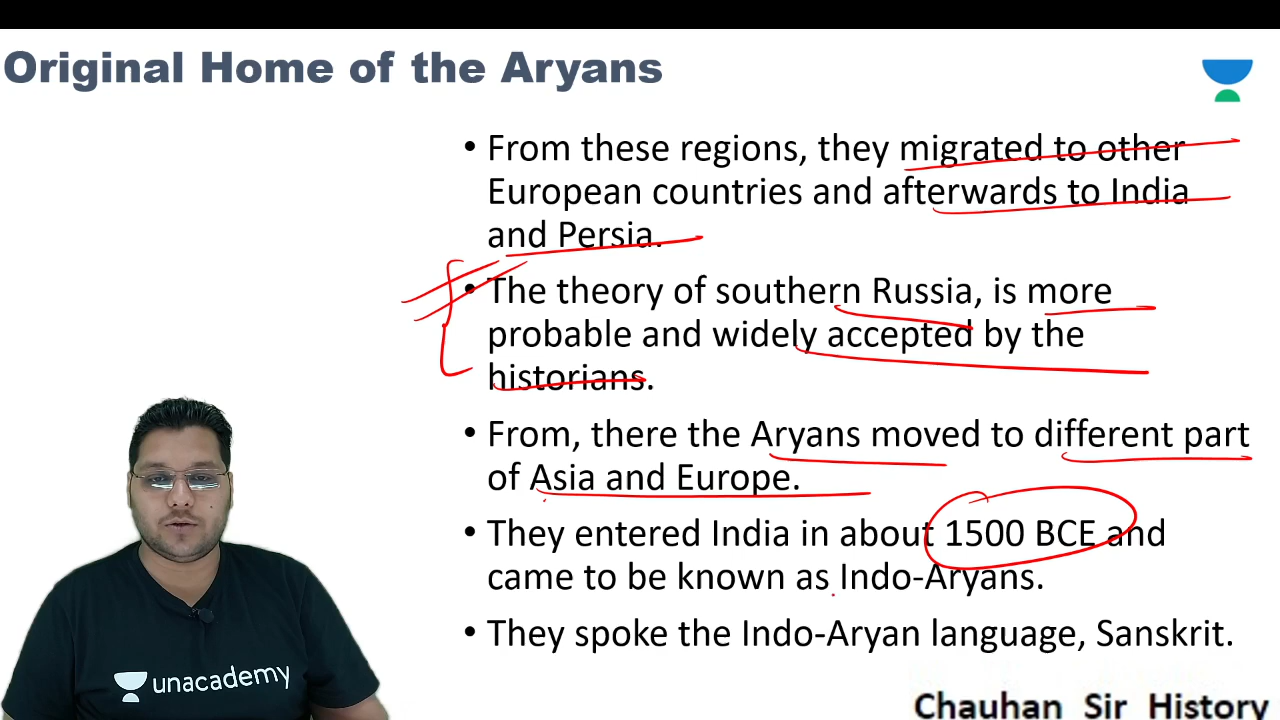 Original Home of the Aryans
• From these regions, they migrated to other
European countries and afterwards to India
and Persia.
• The theory of southern Russia, is more
probable and widely accepted by the
historians.
• From, there the Aryans moved to different part
of Asia and Europe.
• They entered India in about 1500 BCE and
came to be known as Indo-Aryans.
• They spoke the Indo-Aryan language, Sanskrit.
unacademy
Chauhan Sir History